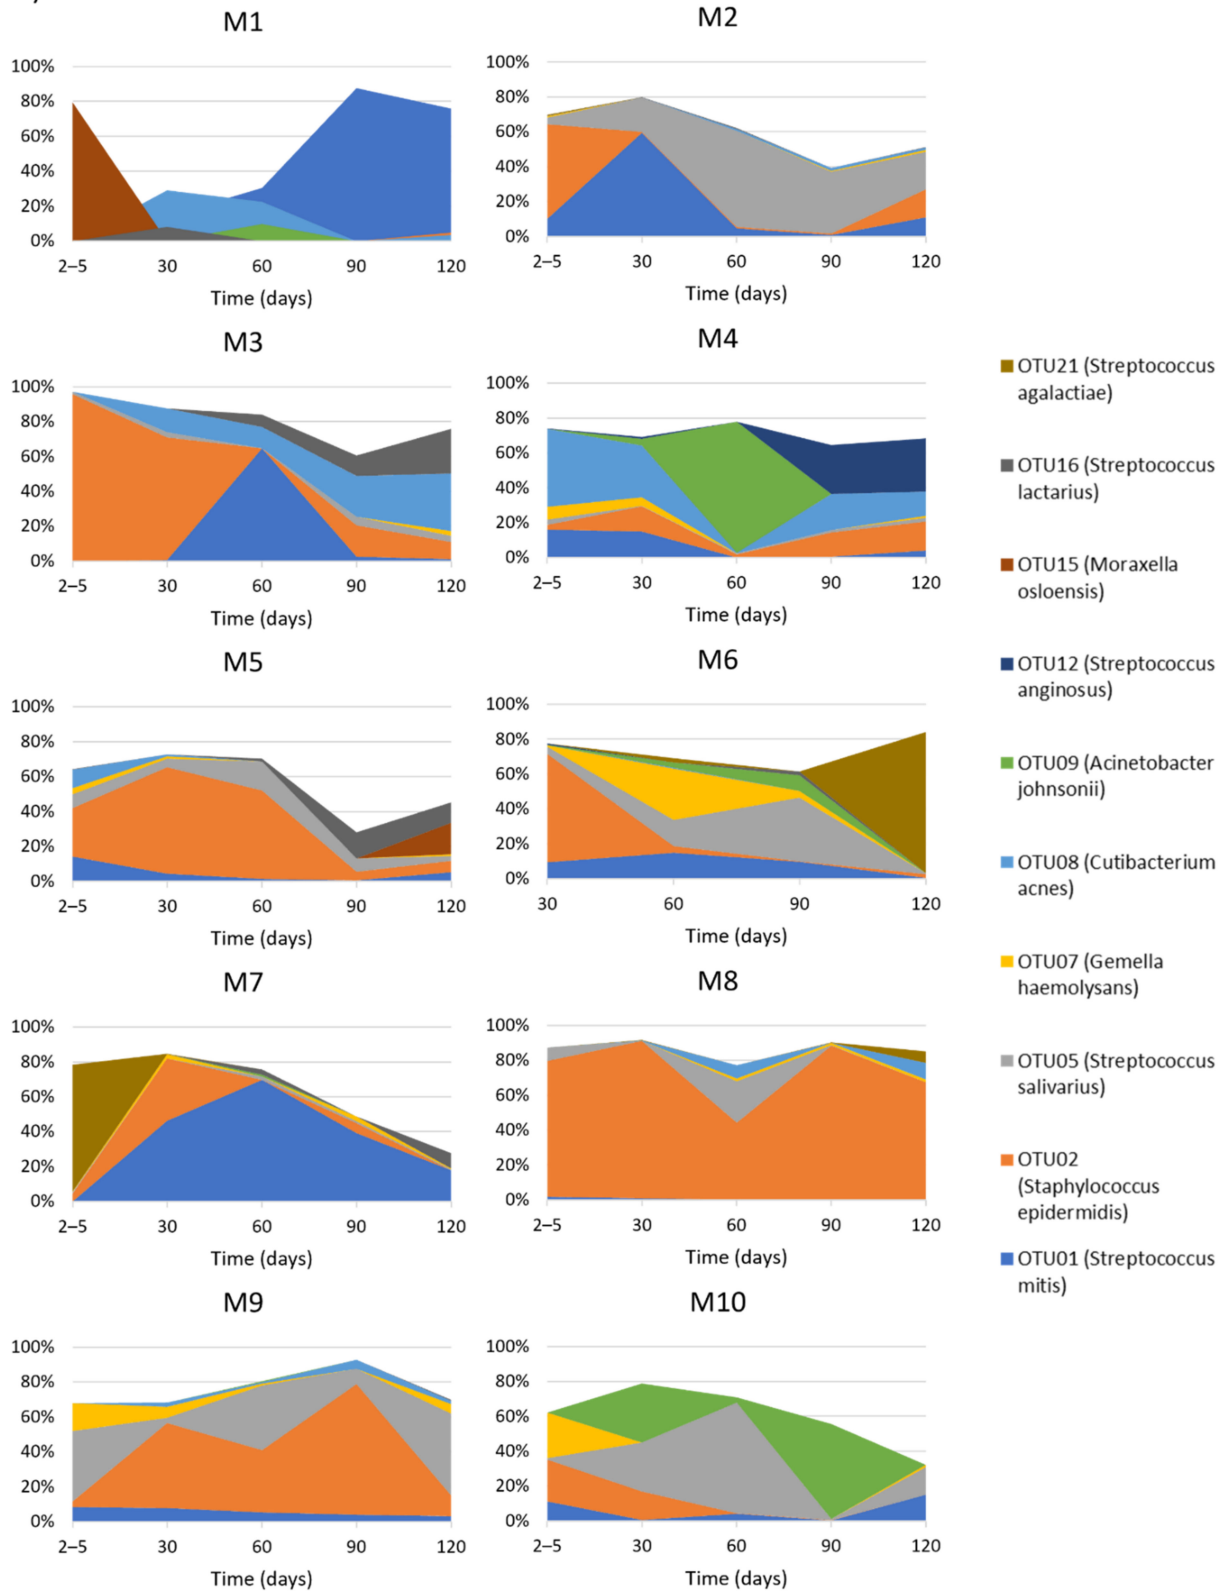 M1
100%
80%
60%
40%
20%
0%
2–5 30 60 90 120
Time (days)
M2
100%
80%
60%
40%
20%
0%
2–5 30 60 90 120
Time (days)
M3
100%
80%
60%
40%
20%
0%
2–5 30 60 90 120
Time (days)
M4
100%
80%
60%
40%
20%
0%
2–5 30 60 90 120
Time (days)
M5
100%
80%
60%
40%
20%
0%
2–5 30 60 90 120
Time (days)
M6
100%
80%
60%
40%
20%
0%
30 60 90 120
Time (days)
M7
100%
80%
60%
40%
20%
0%
2–5 30 60 90 120
Time (days)
M8
100%
80%
60%
40%
20%
0%
2–5 30 60 90 120
Time (days)
M9
100%
80%
60%
40%
20%
0%
2–5 30 60 90 120
Time (days)
M10
100%
80%
60%
40%
20%
0%
2–5 30 60 90 120
Time (days)
OTU21 (Streptococcus
agalactiae)
OTU16 (Streptococcus
lactarius)
OTU15 (Moraxella
osloensis)
OTU12 (Streptococcus
anginosus)
OTU09 (Acinetobacter
johnsonii)
OTU08 (Cutibacterium
acnes)
OTU07 (Gemella
haemolysans)
OTU05 (Streptococcus
salivarius)
OTU02
(Staphylococcus
epidermidis)
OTU01 (Streptococcus
mitis)